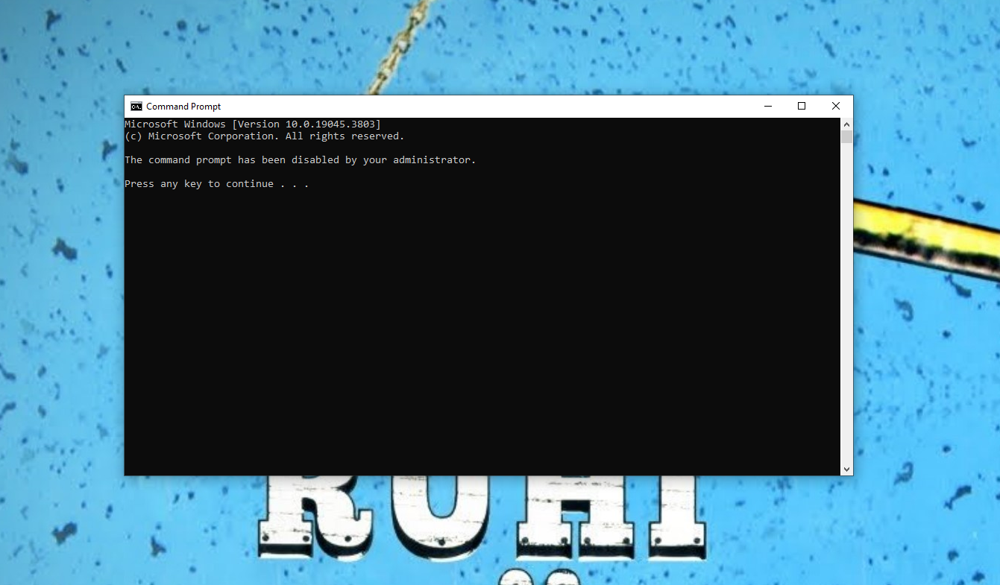 Command Prompt
Microsoft Windows [Version 10.0.19045.3803]
(c) Microsoft Corporation. All rights reserved.
The command prompt has been disabled by your administrator.
Press any key to continue . . .